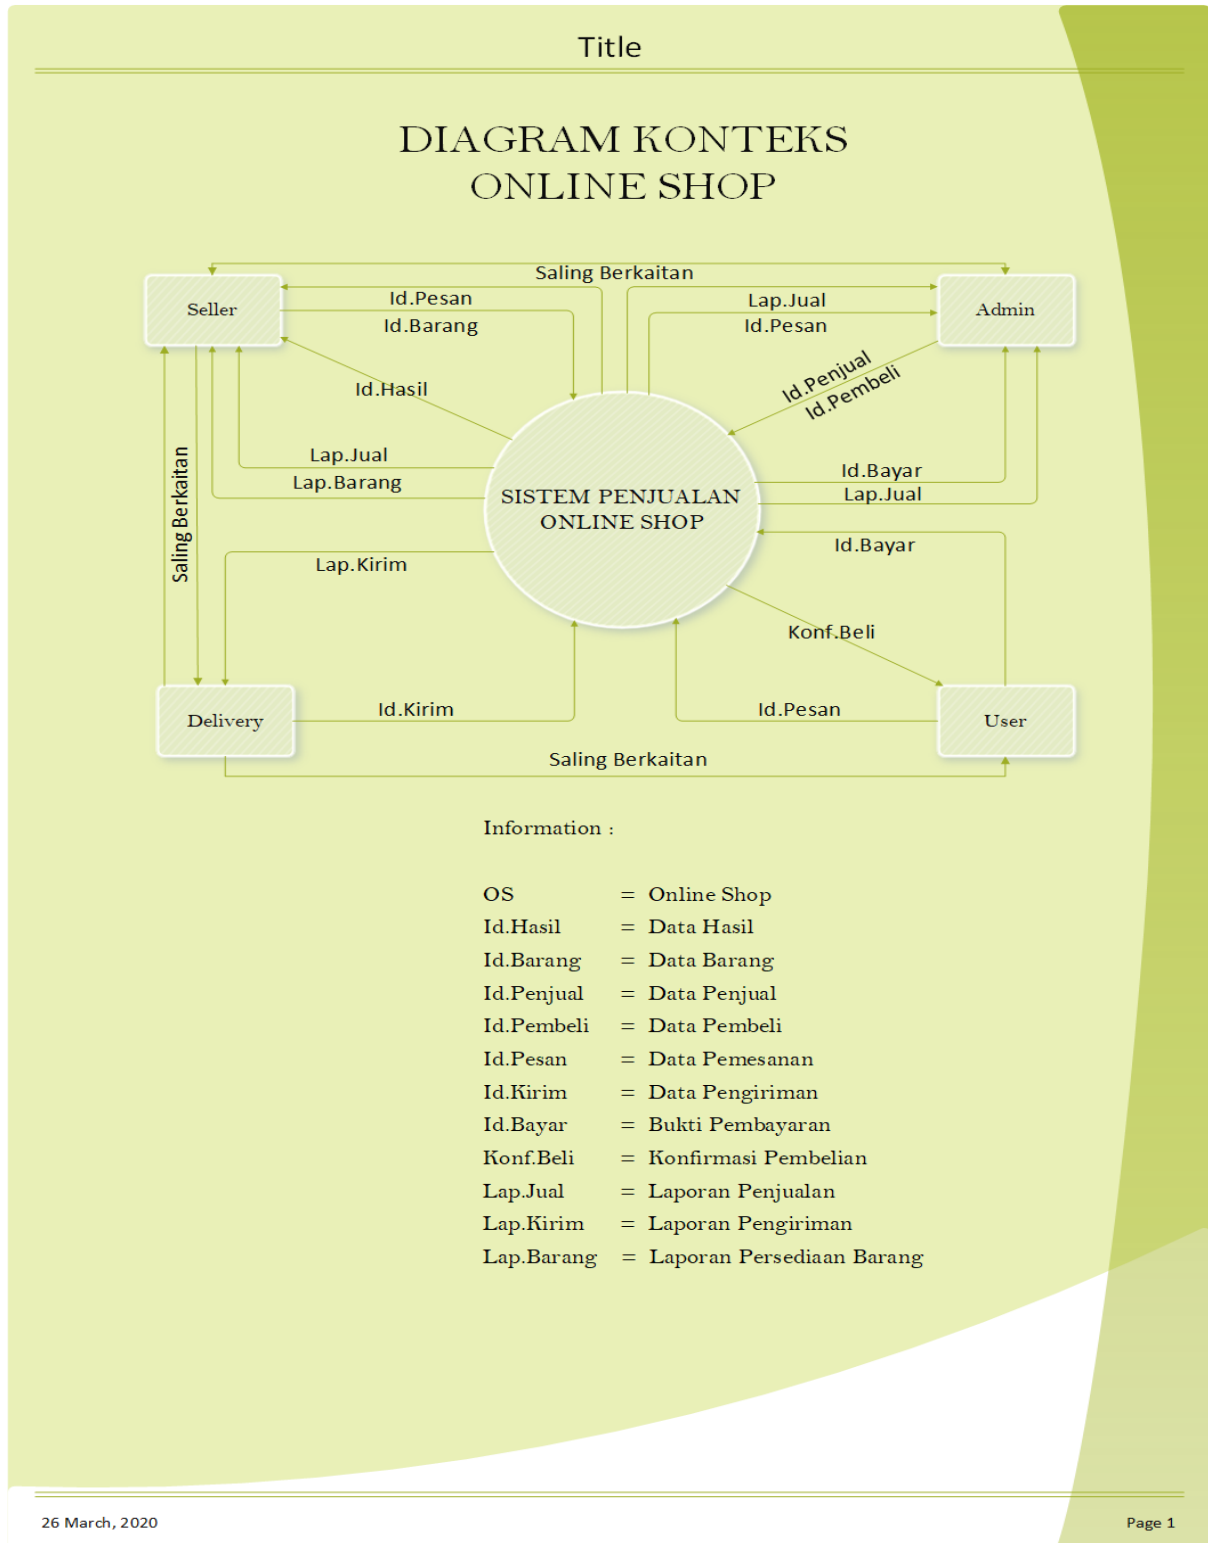 Title
DIAGRAM KONTEKS
ONLINE SHOP
Saling Berkaitan
Seller
Id.Pesan
Id.Barang
Lap.Jual
Id.Pesan
Admin
Id.Hasil
Id.Penjual
Id.Pembeli
Lap.Jual
Lap.Barang
Saling Berkaitan
SISTEM PENJUALAN
ONLINE SHOP
Id.Bayar
Lap.Jual
Id.Bayar
Lap.Kirim
Konf.Beli
Delivery
Id.Kirim
Id.Pesan
User
Saling Berkaitan
Information :
OS = Online Shop
Id.Hasil = Data Hasil
Id.Barang = Data Barang
Id.Penjual = Data Penjual
Id.Pembeli = Data Pembeli
Id.Pesan = Data Pemesanan
Id.Kirim = Data Pengiriman
Id.Bayar = Bukti Pembayaran
Konf.Beli = Konfirmasi Pembelian
Lap.Jual = Laporan Penjualan
Lap.Kirim = Laporan Pengiriman
Lap.Barang = Laporan Persediaan Barang
26 March, 2020
Page 1